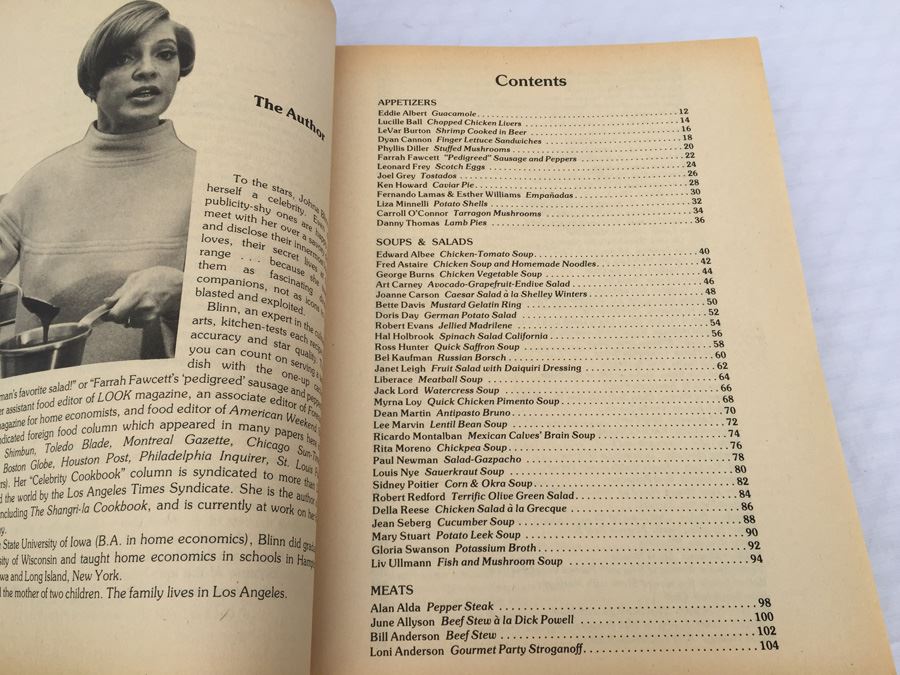 The Author
To the stars, Johna Bl
herself a celebrity. Even
publicity-shy ones are happ
meet with her over a
and disclose their innermost
loves, their secret lives
range . . . because she
them as fascinating
companions, not as icons
blasted and exploited.
Blinn, an expert in the
arts, kitchen-tests each recip
accuracy and star quality.
you can count on serving a
dish with the one-up
man's favorite salad!" or "Farrah Fawcett's 'pedigreed' sausage and pepper
assistant food editor of LOOK magazine, an associate editor of
magazine for home economists, and food editor of American Weekend
ndicated foreign food column which appeared in many papers
Shimbun, Toledo Blade, Montreal Gazette, Chicago Sun-T
Boston Globe, Houston Post, Philadelphia Inquirer, St. Louis
rs). Her "Celebrity Cookbook" column is syndicated to more than
d the world by the Los Angeles Times Syndicate. She is the author
including The Shangri-la Cookbook, and is currently at work on he
y.
State University of Iowa (B.A. in home economics), Blinn did grad
sity of Wisconsin and taught home economics in schools in Hamp
wa and Long Island, New York.
d the mother of two children. The family lives in Los Angeles.
Contents
APPETIZERS
Eddie Albert Guacamole 12
Lucille Ball Chopped Chicken Livers 14
LeVar Burton Shrimp Cooked in Beer 16
Dyan Cannon Finger Lettuce Sandwiches 18
Phyllis Diller Stuffed Mushrooms 20
Farrah Fawcett "Pedigreed" Sausage and Peppers 22
Leonard Frey Scotch Eggs 24
Joel Grey Tostados 26
Ken Howard Caviar Pie 28
Fernando Lamas & Esther Williams Empañadas 30
Liza Minnelli Potato Shells 32
Carroll O'Connor Tarragon Mushrooms 34
Danny Thomas Lamb Pies 36
SOUPS & SALADS
Edward Albee Chicken-Tomato Soup 40
Fred Astaire Chicken Soup and Homemade Noodles 42
George Burns Chicken Vegetable Soup 44
Art Carney Avocado-Grapefruit-Endive Salad 46
Joanne Carson Caesar Salad à la Shelley Winters 48
Bette Davis Mustard Gelatin Ring 50
Doris Day German Potato Salad 52
Robert Evans Jellied Madrilene 54
Hal Holbrook Spinach Salad California 56
Ross Hunter Quick Saffron Soup 58
Bel Kaufman Russian Borsch 60
Janet Leigh Fruit Salad with Daiquiri Dressing 62
Liberace Meatball Soup 64
Jack Lord Watercress Soup 66
Myrna Loy Quick Chicken Pimento Soup 68
Dean Martin Antipasto Bruno 70
Lee Marvin Lentil Bean Soup 72
Ricardo Montalban Mexican Calves' Brain Soup 74
Rita Moreno Chickpea Soup 76
Paul Newman Salad-Gazpacho 78
Louis Nye Sauerkraut Soup 80
Sidney Poitier Corn & Okra Soup 82
Robert Redford Terrific Olive Green Salad 84
Della Reese Chicken Salad à la Grecque 86
Jean Seberg Cucumber Soup 88
Mary Stuart Potato Leek Soup 90
Gloria Swanson Potassium Broth 92
Liv Ullmann Fish and Mushroom Soup 94
MEATS
Alan Alda Pepper Steak 98
June Allyson Beef Stew à la Dick Powell 100
Bill Anderson Beef Stew 102
Loni Anderson Gourmet Party Stroganoff 104